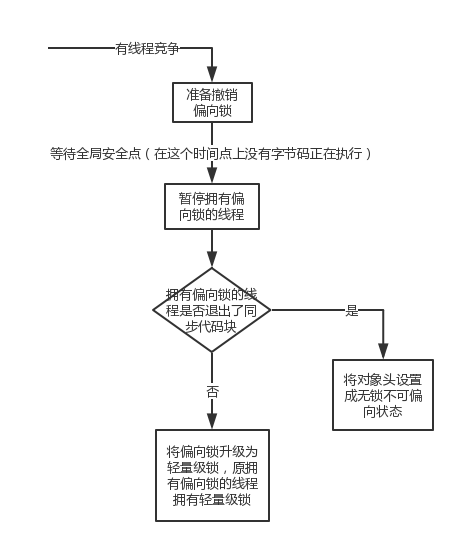 有线程竞争
准备撤销
偏向锁
等待全局安全点（在这个时间点上没有字节码正在执行）
暂停拥有偏
向锁的线程
拥有偏向锁的线
程是否退出了同
步代码块
是
否
将对象头设置
成无锁不可偏
向状态
将偏向锁升级为
轻量级锁，原拥
有偏向锁的线程
拥有轻量级锁